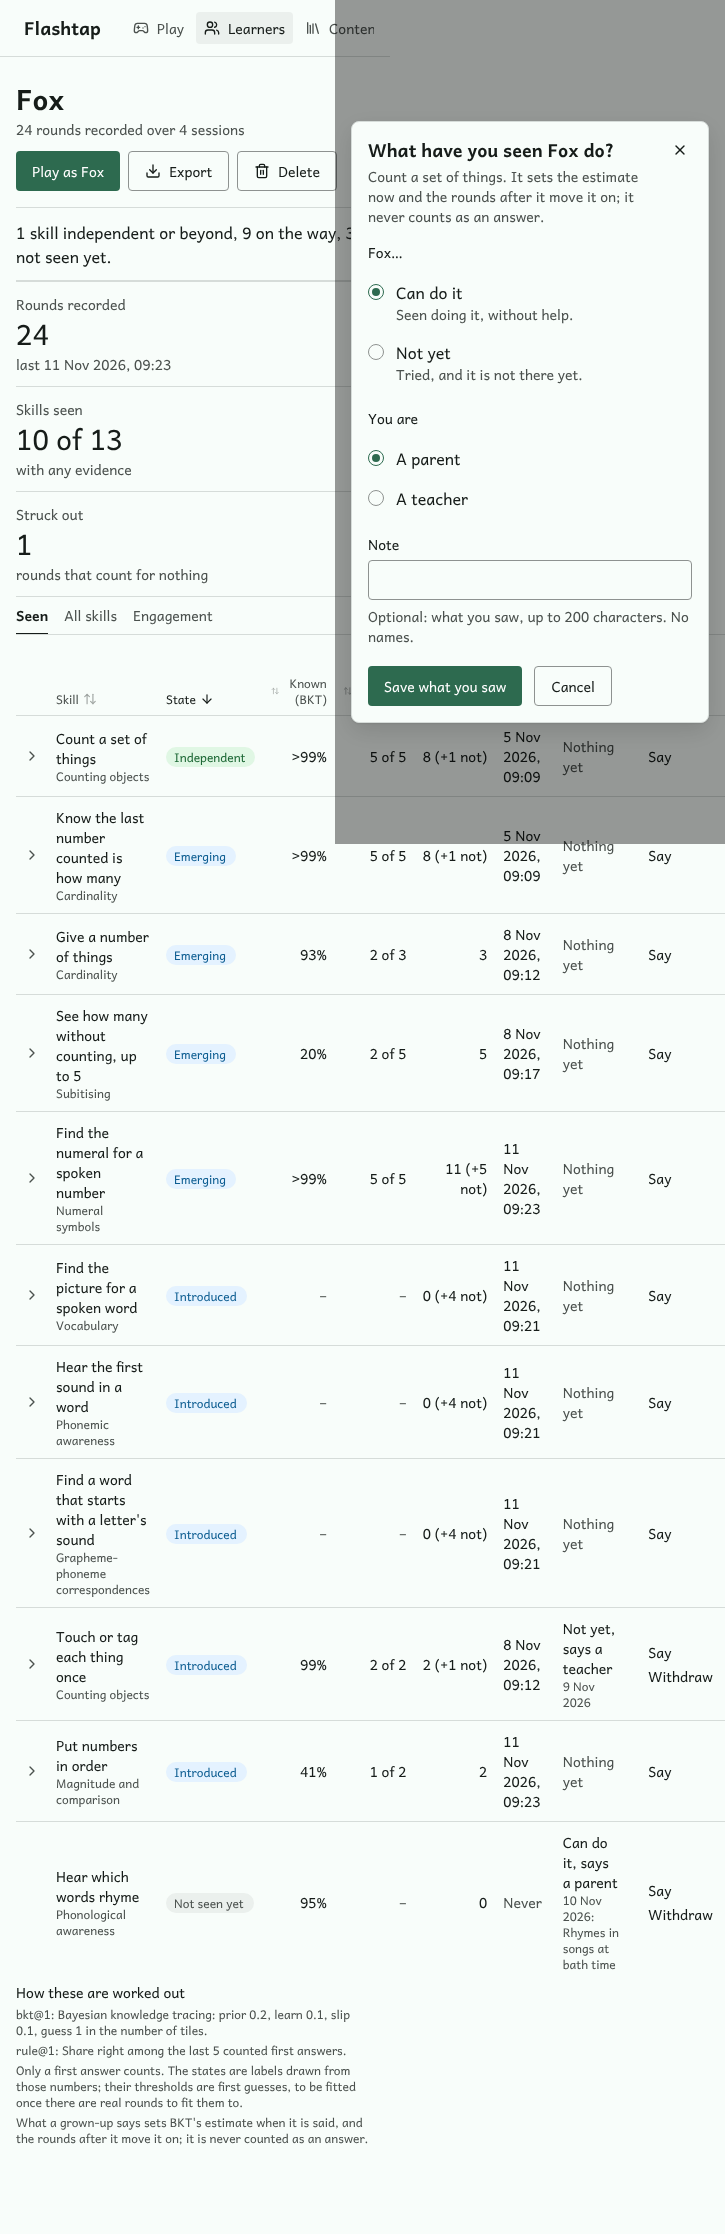 Flashtap
Play
Learners
Conten
Fox
24 rounds recorded over 4 sessions
Play as Fox
Export
Delete
1 skill independent or beyond, 9 on the way, 3
not seen yet.
Rounds recorded
24
last 11 Nov 2026, 09:23
Skills seen
10 of 13
with any evidence
Struck out
1
rounds that count for nothing
Seen
All skills
Engagement
What have you seen Fox do?
Count a set of things. It sets the estimate
now and the rounds after it move it on; it
never counts as an answer.
Fox...
Can do it
Seen doing it, without help.
Not yet
Tried, and it is not there yet.
You are
A parent
A teacher
Note
Optional: what you saw, up to 200 characters. No
names.
Save what you saw
Cancel
Skill
State
Known
(BKT)
Count a set of
things
Counting objects
Independent
>99%
5 of 5
8 (+1 not)
5 Nov
2026,
09:09
Nothing
yet
Say
Know the last
number
counted is
how many
Cardinality
Emerging
>99%
5 of 5
8 (+1 not)
5 Nov
2026,
09:09
Nothing
yet
Say
Give a number
of things
Cardinality
Emerging
93%
2 of 3
3
8 Nov
2026,
09:12
Nothing
yet
Say
See how many
without
counting, up
to 5
Subitising
Emerging
20%
2 of 5
5
8 Nov
2026,
09:17
Nothing
yet
Say
Find the
numeral for a
spoken
number
Numeral
symbols
Emerging
>99%
5 of 5
11 (+5
not)
11
Nov
2026,
09:23
Nothing
yet
Say
Find the
picture for a
spoken word
Vocabulary
Introduced
–
–
0 (+4 not)
11
Nov
2026,
09:21
Nothing
yet
Say
Hear the first
sound in a
word
Phonemic
awareness
Introduced
–
–
0 (+4 not)
11
Nov
2026,
09:21
Nothing
yet
Say
Find a word
that starts
with a letter's
sound
Grapheme-
phoneme
correspondences
Introduced
–
–
0 (+4 not)
11
Nov
2026,
09:21
Nothing
yet
Say
Touch or tag
each thing
once
Counting objects
Introduced
99%
2 of 2
2 (+1 not)
8 Nov
2026,
09:12
Not yet,
says a
teacher
9 Nov
2026
Say
Withdraw
Put numbers
in order
Magnitude and
comparison
Introduced
41%
1 of 2
2
11
Nov
2026,
09:23
Nothing
yet
Say
Hear which
words rhyme
Phonological
awareness
Not seen yet
95%
–
0
Never
Can do
it, says
a parent
10 Nov
2026:
Rhymes in
songs at
bath time
Say
Withdraw
How these are worked out
bkt@1: Bayesian knowledge tracing: prior 0.2, learn 0.1, slip
0.1, guess 1 in the number of tiles.
rule@1: Share right among the last 5 counted first answers.
Only a first answer counts. The states are labels drawn from
those numbers; their thresholds are first guesses, to be fitted
once there are real rounds to fit them to.
What a grown-up says sets BKT's estimate when it is said, and
the rounds after it move it on; it is never counted as an answer.